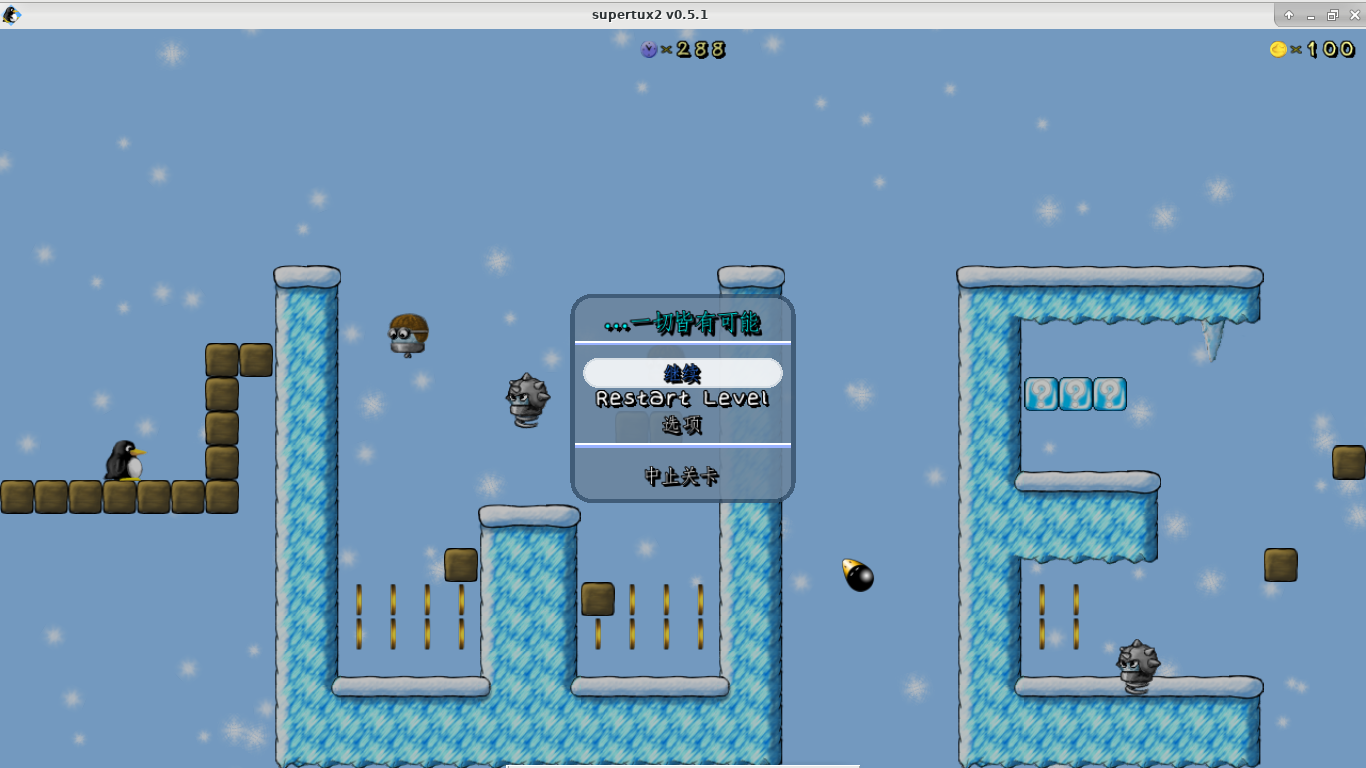 supertux2 v0.5.1
×288
×100
...一切皆有可能
继续
Restart Level
选项
中止关卡